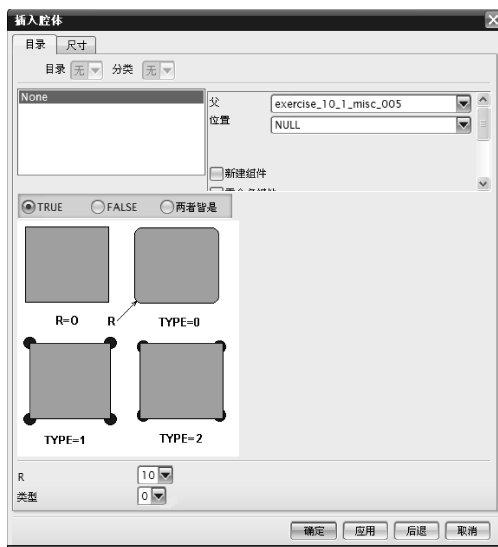 插入腔体
目录 尺寸
目录 无 分类 无
None
父 exercise_10_1_misc_005
位置 NULL
新建组件
TRUE FALSE 两者皆是
R=0 R TYPE=0
TYPE=1 TYPE=2
R 10
类型 0
确定 应用 后退 取消